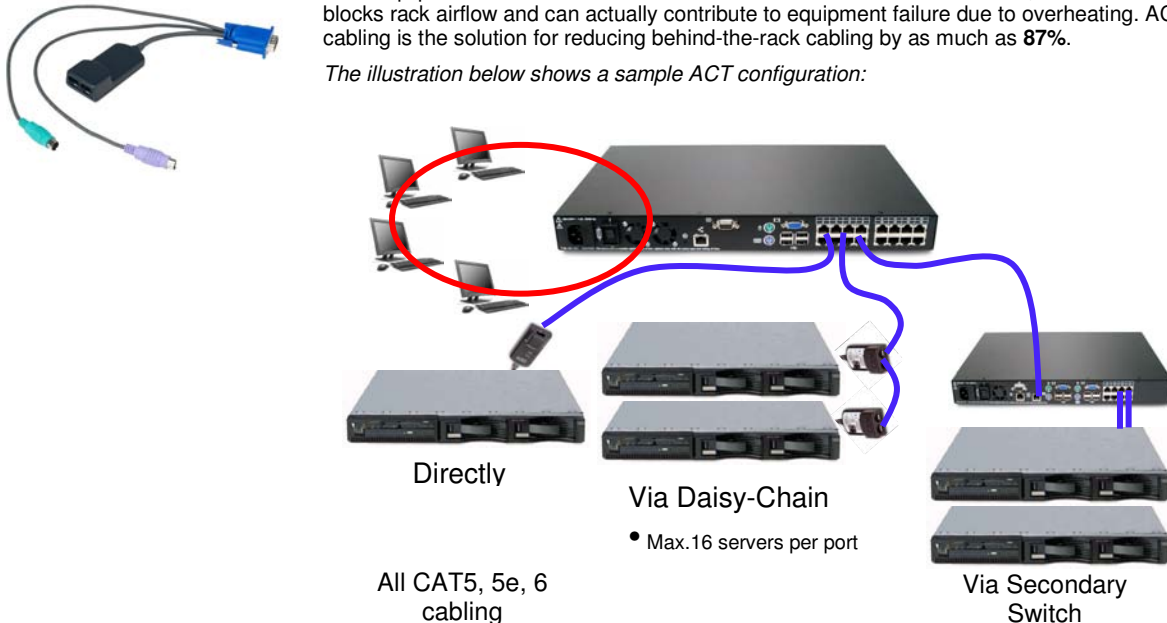 blocks rack airflow and can actually contribute to equipment failure due to overheating. AC
cabling is the solution for reducing behind-the-rack cabling by as much as 87%.
The illustration below shows a sample ACT configuration:
Directly
Via Daisy-Chain
• Max.16 servers per port
All CAT5, 5e, 6
cabling
Via Secondary
Switch